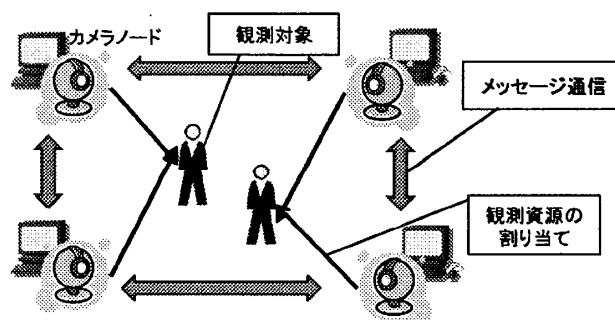 カメラノード
観測対象
メッセージ通信
観測資源の
割り当て